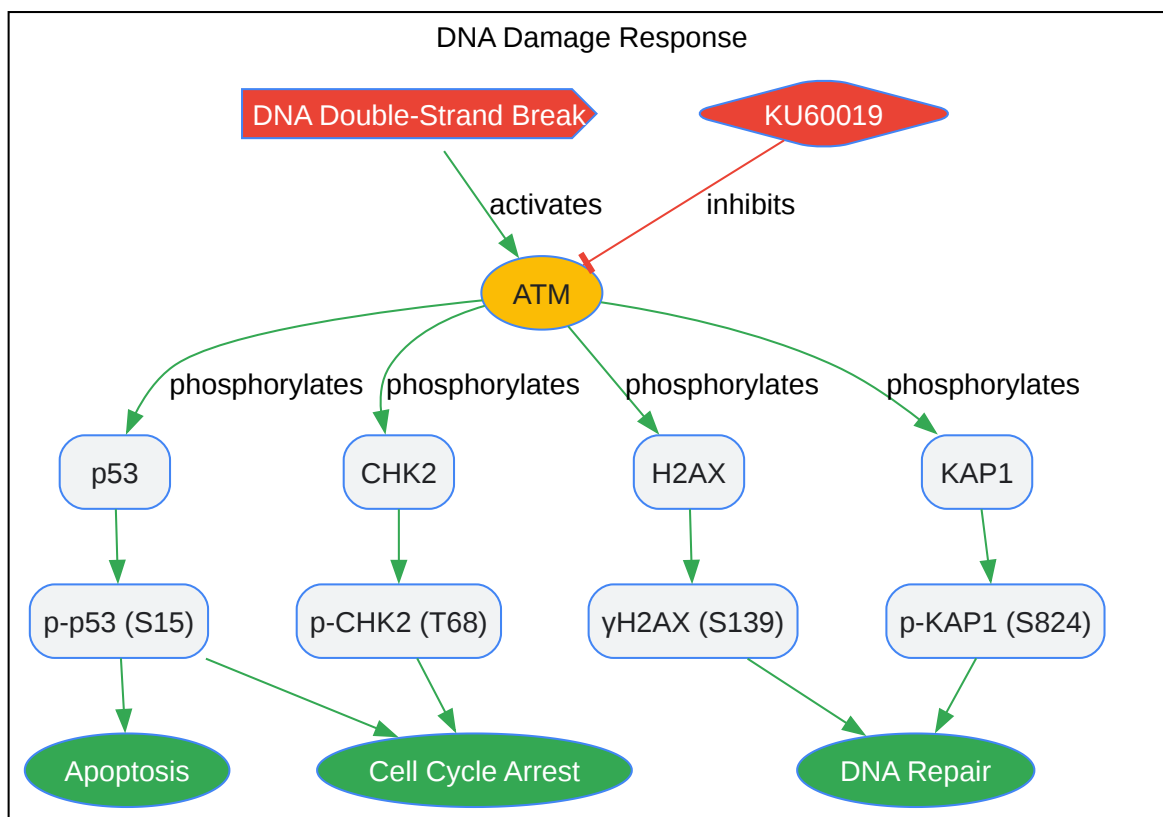 DNA Damage Response
DNA Double-Strand Break
KU60019
activates
inhibits
ATM
phosphorylates
phosphorylates
phosphorylates
phosphorylates
p53
CHK2
H2AX
KAP1
p-p53 (S15)
p-CHK2 (T68)
γH2AX (S139)
p-KAP1 (S824)
Apoptosis
Cell Cycle Arrest
DNA Repair